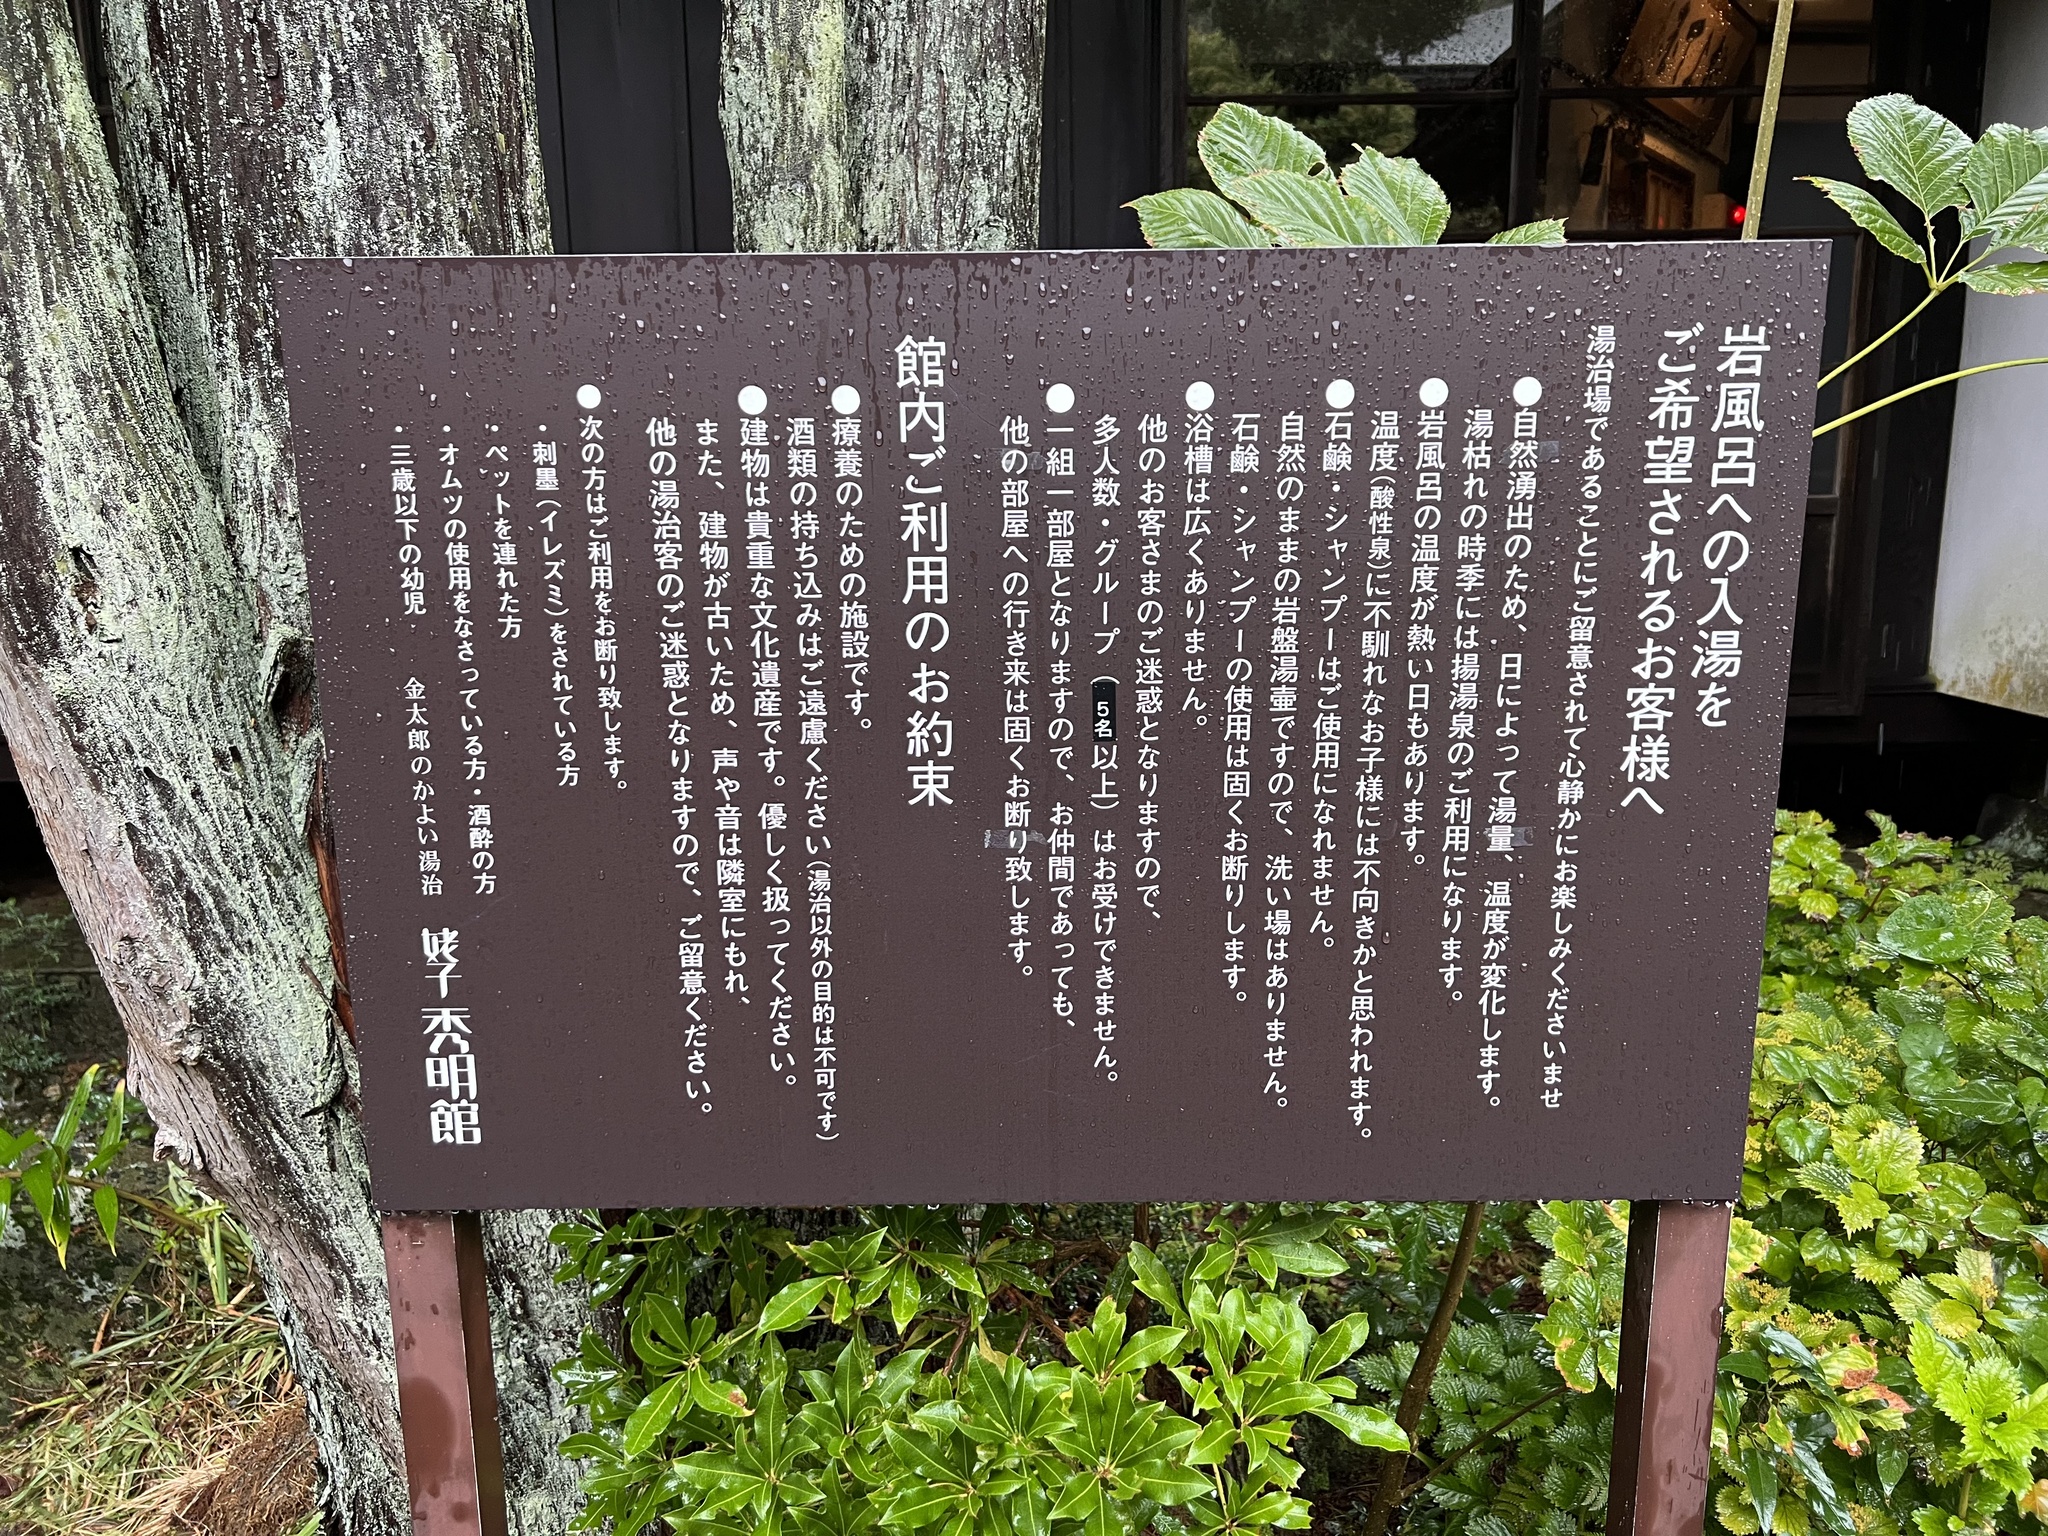 岩風呂への入湯を
ご希望されるお客様へ
湯治場であることにご留意されて心静かにお楽しみくださいませ
●自然湧出のため、日によって湯量、温度が変化します。
湯枯れの時季には揚湯泉のご利用になります。
●岩風呂の温度が熱い日もあります。
温度(酸性泉)に不馴れなお子様には不向きかと思われます。
●石鹸・シャンプーはご使用になれません。
自然のままの岩盤湯壷ですので、洗い場はありません。
石鹸・シャンプーの使用は固くお断りします。
●浴槽は広くありません。
他のお客さまのご迷惑となりますので、
多人数・グループ(5名以上)はお受けできません。
●一組一部屋となりますので、お仲間であっても、
他の部屋への行き来は固くお断り致します。
館内ご利用のお約束
●療養のための施設です。
酒類の持ち込みはご遠慮ください(湯治以外の目的は不可です)
●建物は貴重な文化遺産です。優しく扱ってください。
また、建物が古いため、声や音は隣室にもれ、
他の湯治客のご迷惑となりますので、ご留意ください。
●次の方はご利用をお断り致します。
・刺墨(イレズミ)をされている方
・ペットを連れた方
・オムツの使用をなさっている方・酒酔の方
・三歳以下の幼児
金太郎のかよい湯治 姥子 秀明館